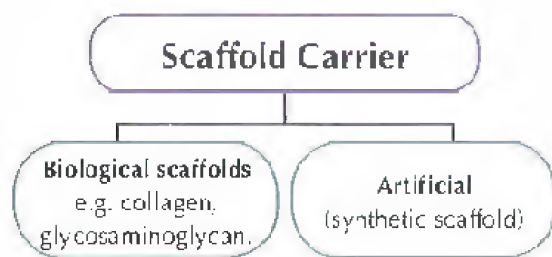 Scaffold Carrier
Biological scaffolds
e.g. collagen,
glycosaminoglycan.
Artificial
(synthetic scaffold)